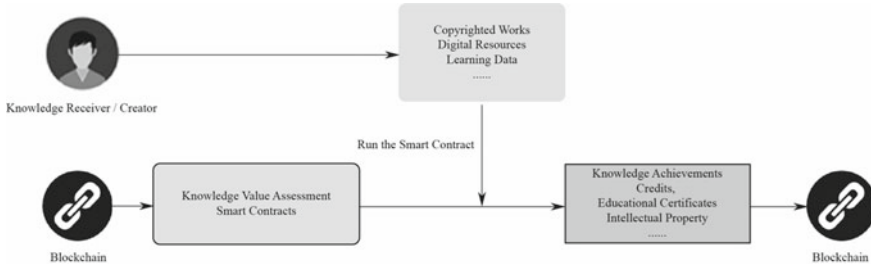 Copyrighted Works
Digital Resources
Learning Data
......
Knowledge Receiver / Creator
Run the Smart Contract
Knowledge Value Assessment
Smart Contracts
Knowledge Achievements
Credits,
Educational Certificates
Intellectual Property
......
Blockchain
Blockchain